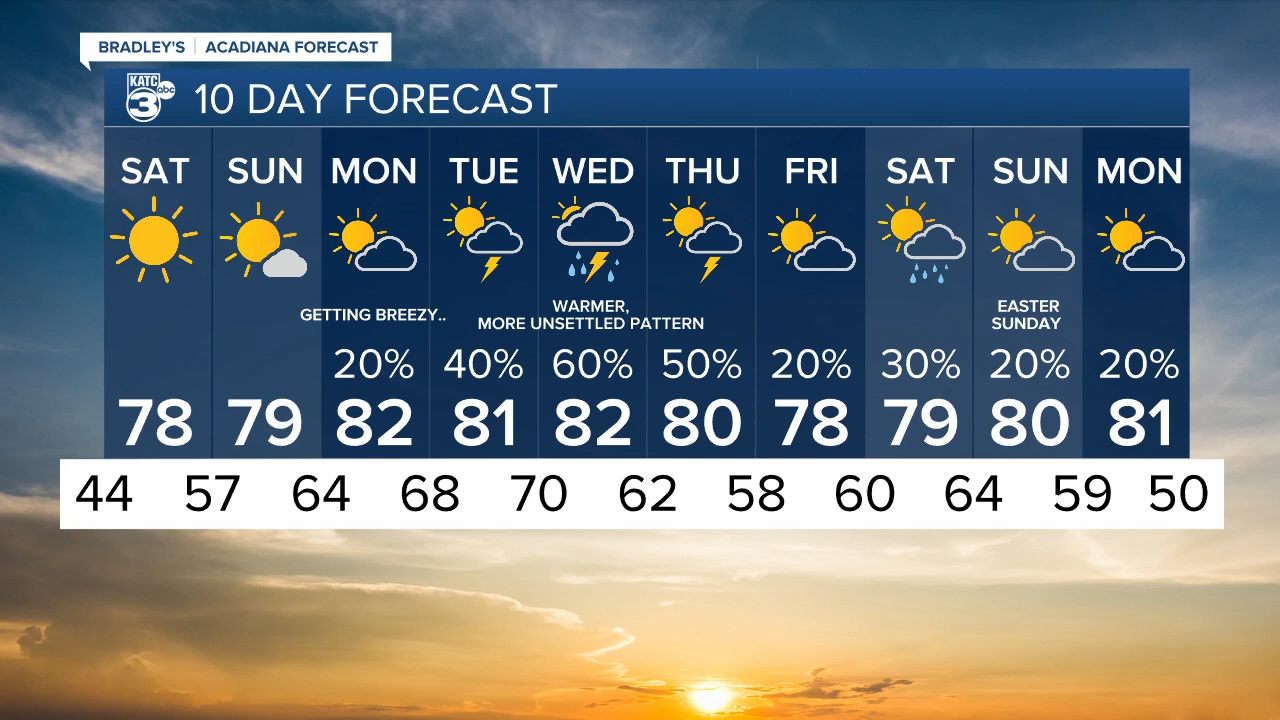 BRADLEY'S | ACADIANA FORECAST
KATC
3
abc
10 DAY FORECAST
SAT SUN MON TUE WED THU FRI SAT SUN MON
GETTING BREEZY..
WARMER,
MORE UNSETTLED PATTERN
EASTER
SUNDAY
20% 40% 60% 50% 20% 30% 20% 20%
78 79 82 81 82 80 78 79 80 81
44 57 64 68 70 62 58 60 64 59 50